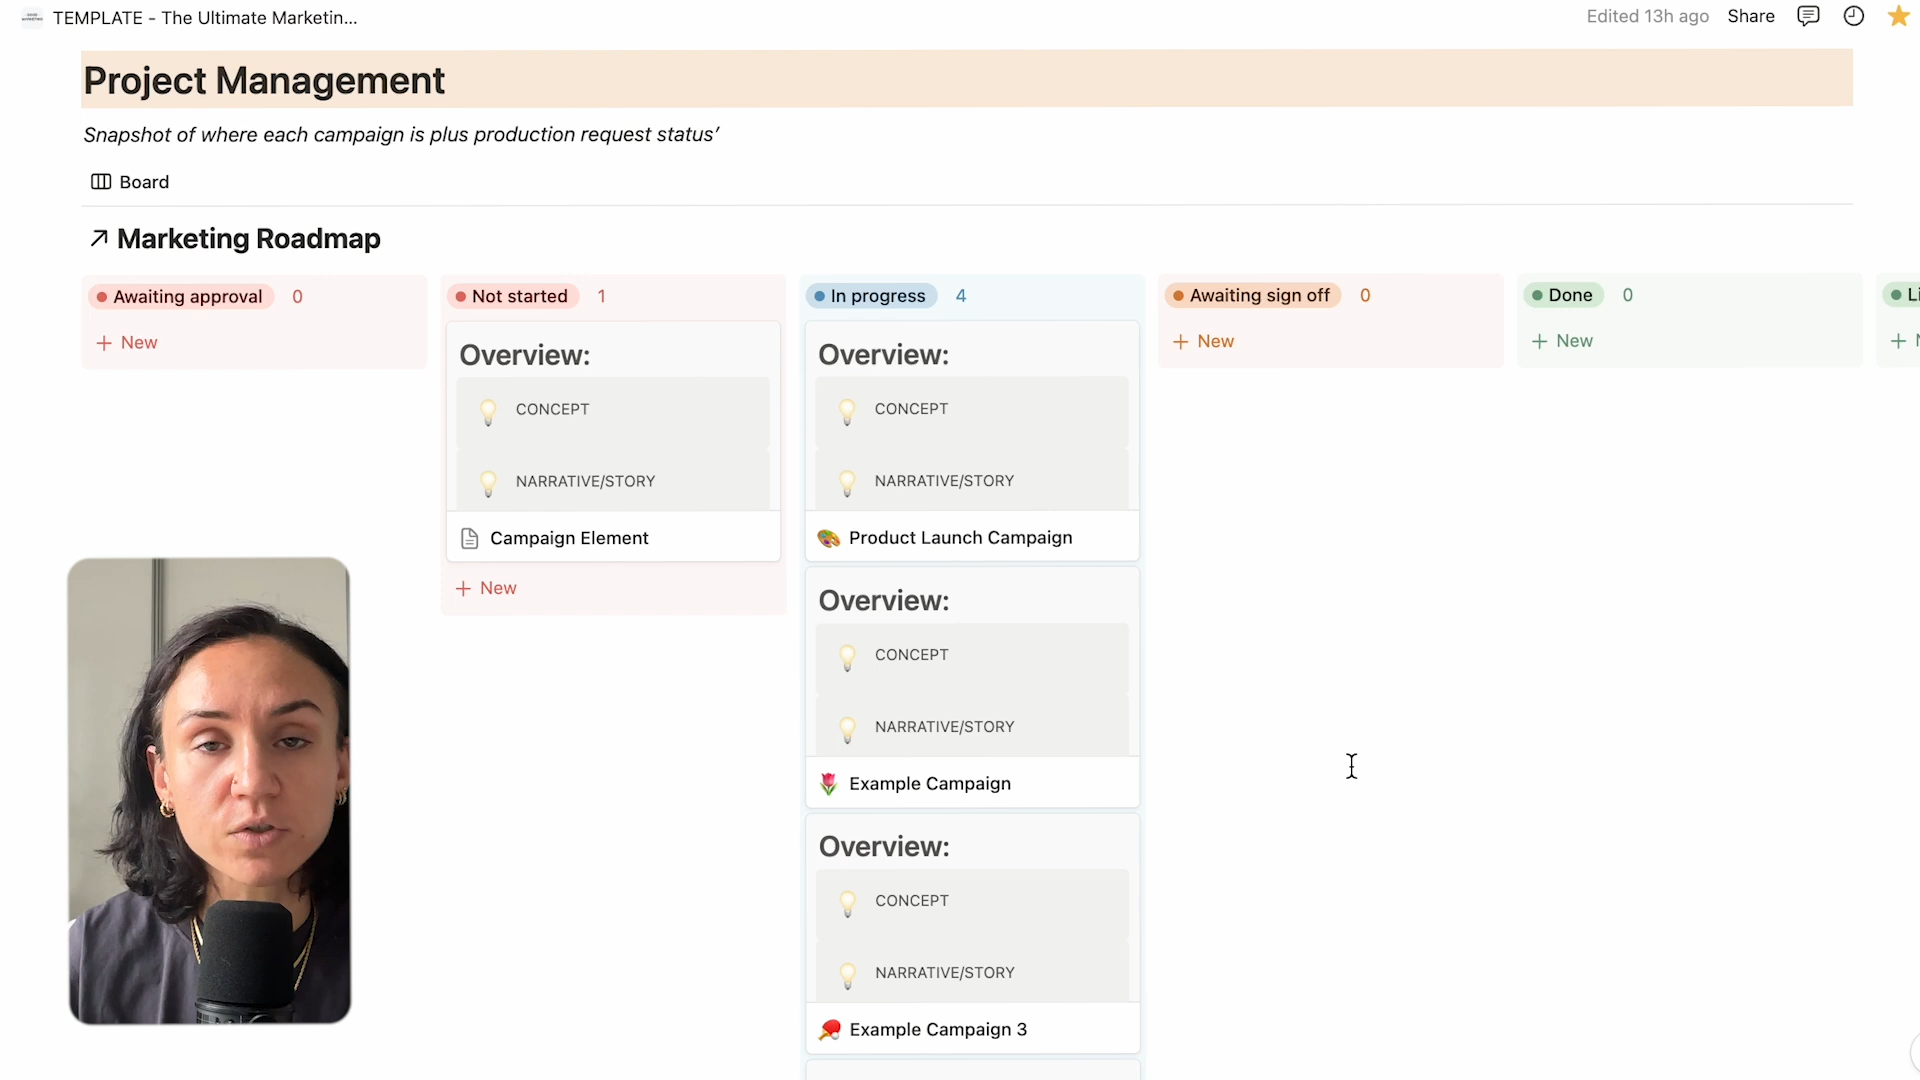 TEMPLATE - The Ultimate Marketin...
Edited 13h ago
Share
Project Management
Snapshot of where each campaign is plus production request status’
Board
Marketing Roadmap
Awaiting approval 0
+ New
Not started 1
Overview:
CONCEPT
NARRATIVE/STORY
Campaign Element
+ New
In progress 4
Overview:
CONCEPT
NARRATIVE/STORY
Product Launch Campaign
Overview:
CONCEPT
NARRATIVE/STORY
Example Campaign
Overview:
CONCEPT
NARRATIVE/STORY
Example Campaign 3
Awaiting sign off 0
+ New
Done 0
+ New